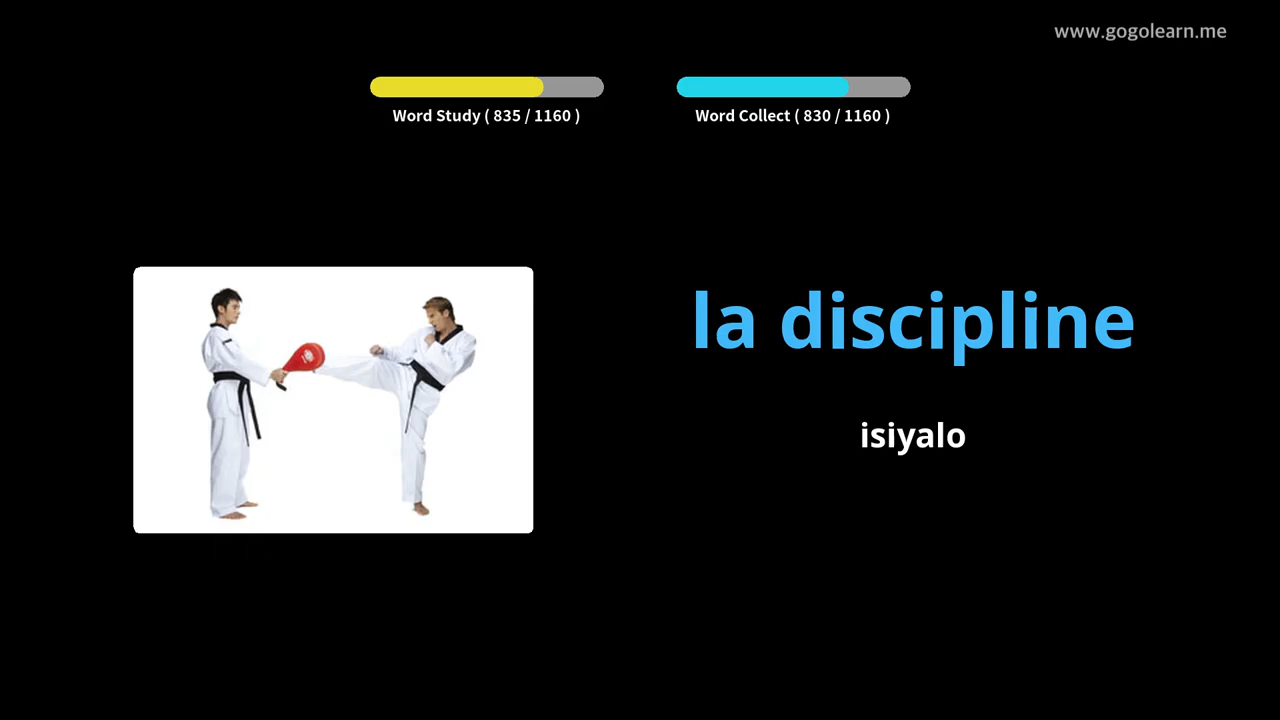 www.gogolearn.me
Word Study ( 835 / 1160 )
Word Collect ( 830 / 1160 )
la discipline
isiyalo